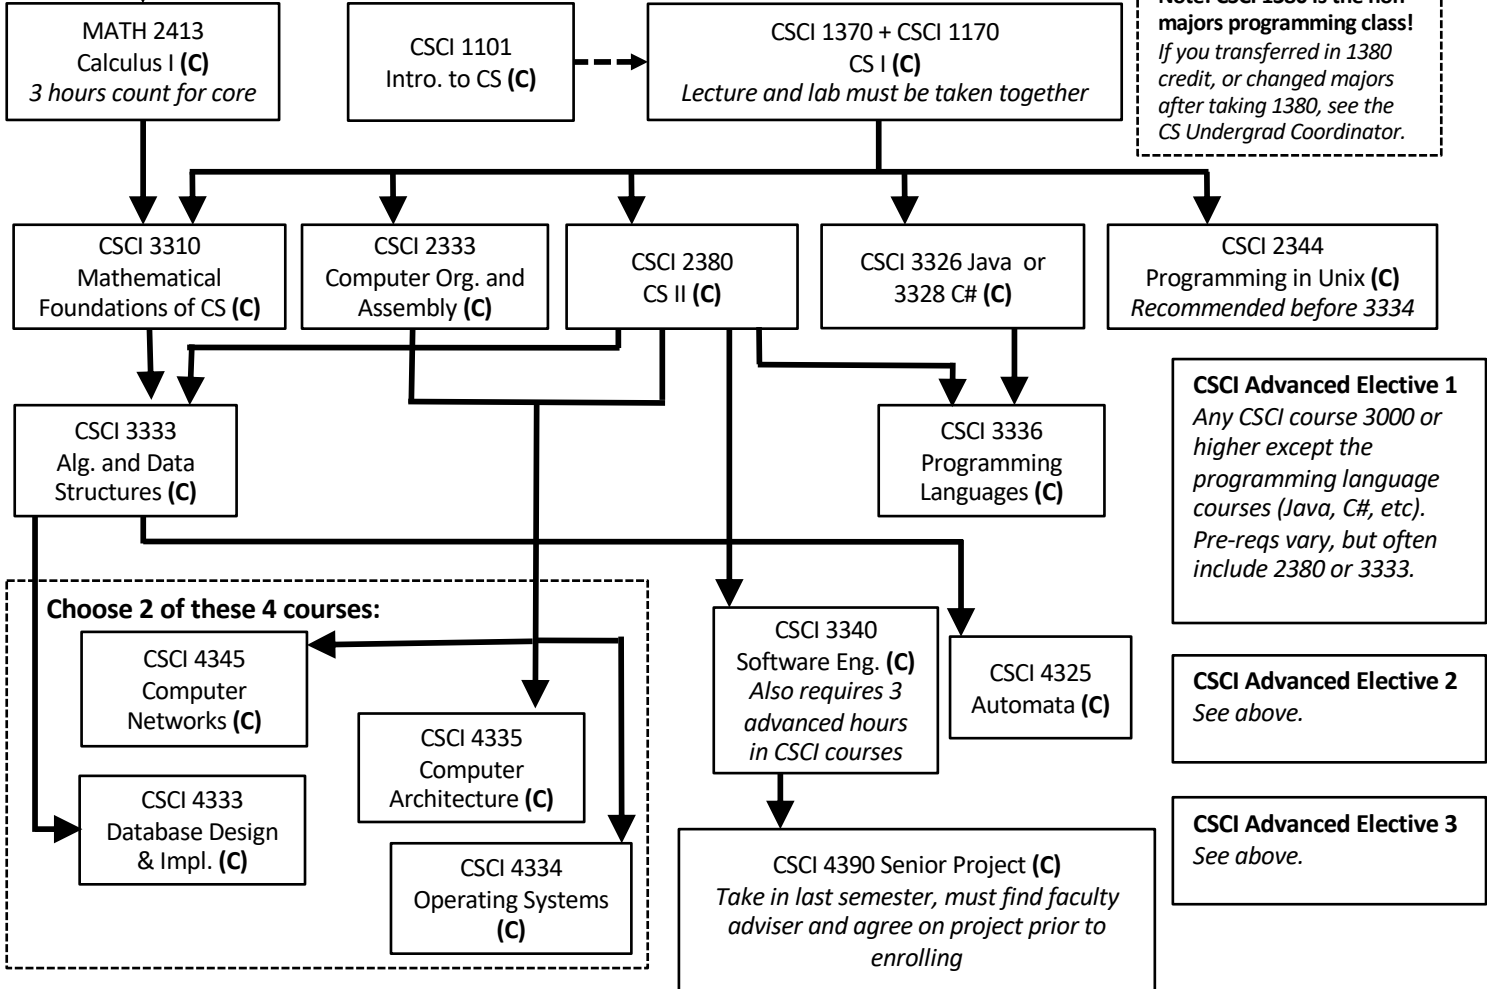 Note: CSCI 1380 is the non-
majors programming class!
If you transferred in 1380
credit, or changed majors
after taking 1380, see the
CS Undergrad Coordinator.
MATH 2413
Calculus I (C)
3 hours count for core
CSCI 1101
Intro. to CS (C)
CSCI 1370 + CSCI 1170
CS I (C)
Lecture and lab must be taken together
CSCI 3310
Mathematical
Foundations of CS (C)
CSCI 2333
Computer Org. and
Assembly (C)
CSCI 2380
CS II (C)
CSCI 3326 Java or
3328 C# (C)
CSCI 2344
Programming in Unix (C)
Recommended before 3334
CSCI 3333
Alg. and Data
Structures (C)
CSCI 3336
Programming
Languages (C)
CSCI Advanced Elective 1
Any CSCI course 3000 or
higher except the
programming language
courses (Java, C#, etc).
Pre-reqs vary, but often
include 2380 or 3333.
Choose 2 of these 4 courses:
CSCI 4345
Computer
Networks (C)
CSCI 4335
Computer
Architecture (C)
CSCI 4333
Database Design
& Impl. (C)
CSCI 4334
Operating Systems
(C)
CSCI 3340
Software Eng. (C)
Also requires 3
advanced hours
in CSCI courses
CSCI 4325
Automata (C)
CSCI Advanced Elective 2
See above.
CSCI 4390 Senior Project (C)
Take in last semester, must find faculty
adviser and agree on project prior to
enrolling
CSCI Advanced Elective 3
See above.